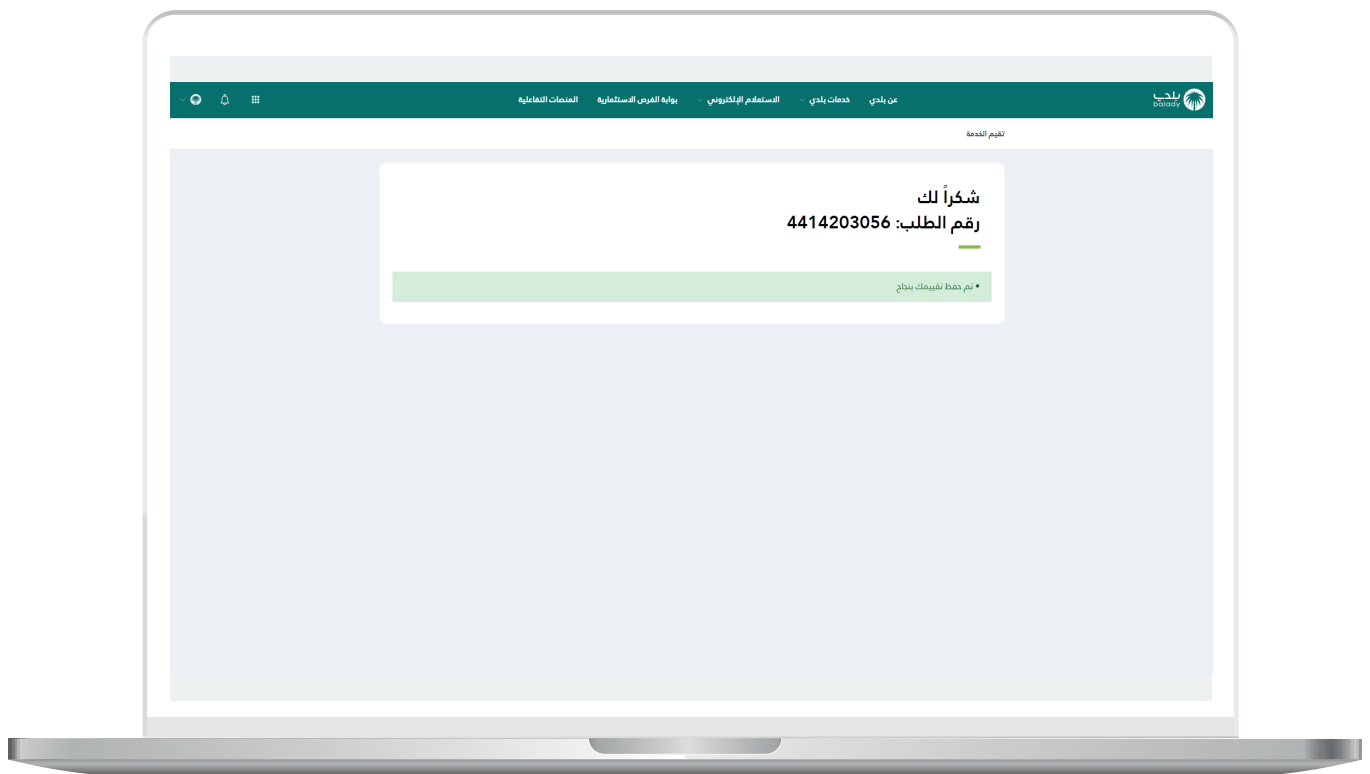 بلدي
balady
عن بلدي   خدمات بلدي   الاستعلام الإلكتروني   بوابة الفرص الاستثمارية   المنصات التفاعلية
تقيم الخدمة
شكراً لك
رقم الطلب: 4414203056
• تم حفظ تقييمك بنجاح